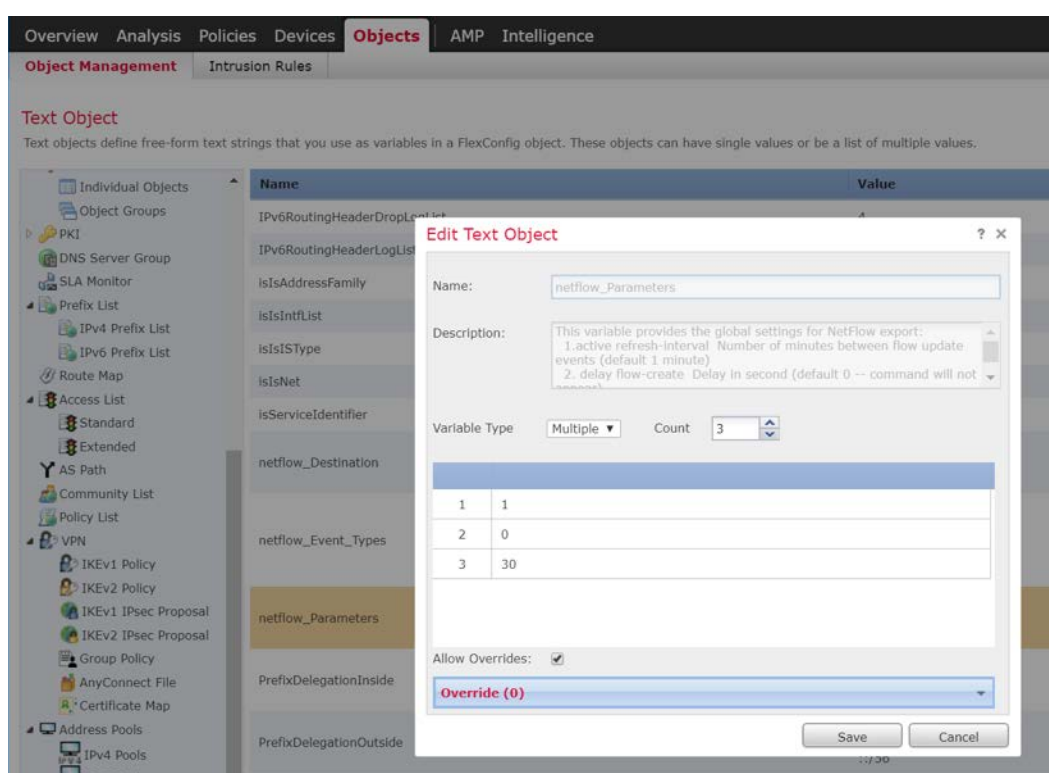 Overview Analysis Policies Devices Objects AMP Intelligence
Object Management Intrusion Rules
Text Object
Text objects define free-form text strings that you use as variables in a FlexConfig object. These objects can have single values or be a list of multiple values.
Individual Objects
Object Groups
PKI
DNS Server Group
SLA Monitor
Prefix List
IPv4 Prefix List
IPv6 Prefix List
Route Map
Access List
Standard
Extended
AS Path
Community List
Policy List
VPN
IKEv1 Policy
IKEv2 Policy
IKEv1 IPsec Proposal
IKEv2 IPsec Proposal
Group Policy
AnyConnect File
Certificate Map
Address Pools
IPv4 Pools
Name Value
IPv6RoutingHeaderDropLogList 4
IPv6RoutingHeaderLogList
isIsAddressFamily
isIsIntfList
isIsISType
isIsNet
isServiceIdentifier
netflow_Destination
netflow_Event_Types
netflow_Parameters
PrefixDelegationInside
PrefixDelegationOutside
::/56
Edit Text Object ? ×
Name: netflow_Parameters
Description: This variable provides the global settings for NetFlow export:
1.active refresh-interval Number of minutes between flow update
events (default 1 minute)
2. delay flow-create Delay in second (default 0 -- command will not
Variable Type Multiple Count 3
1 1
2 0
3 30
Allow Overrides:
Override (0)
Save Cancel